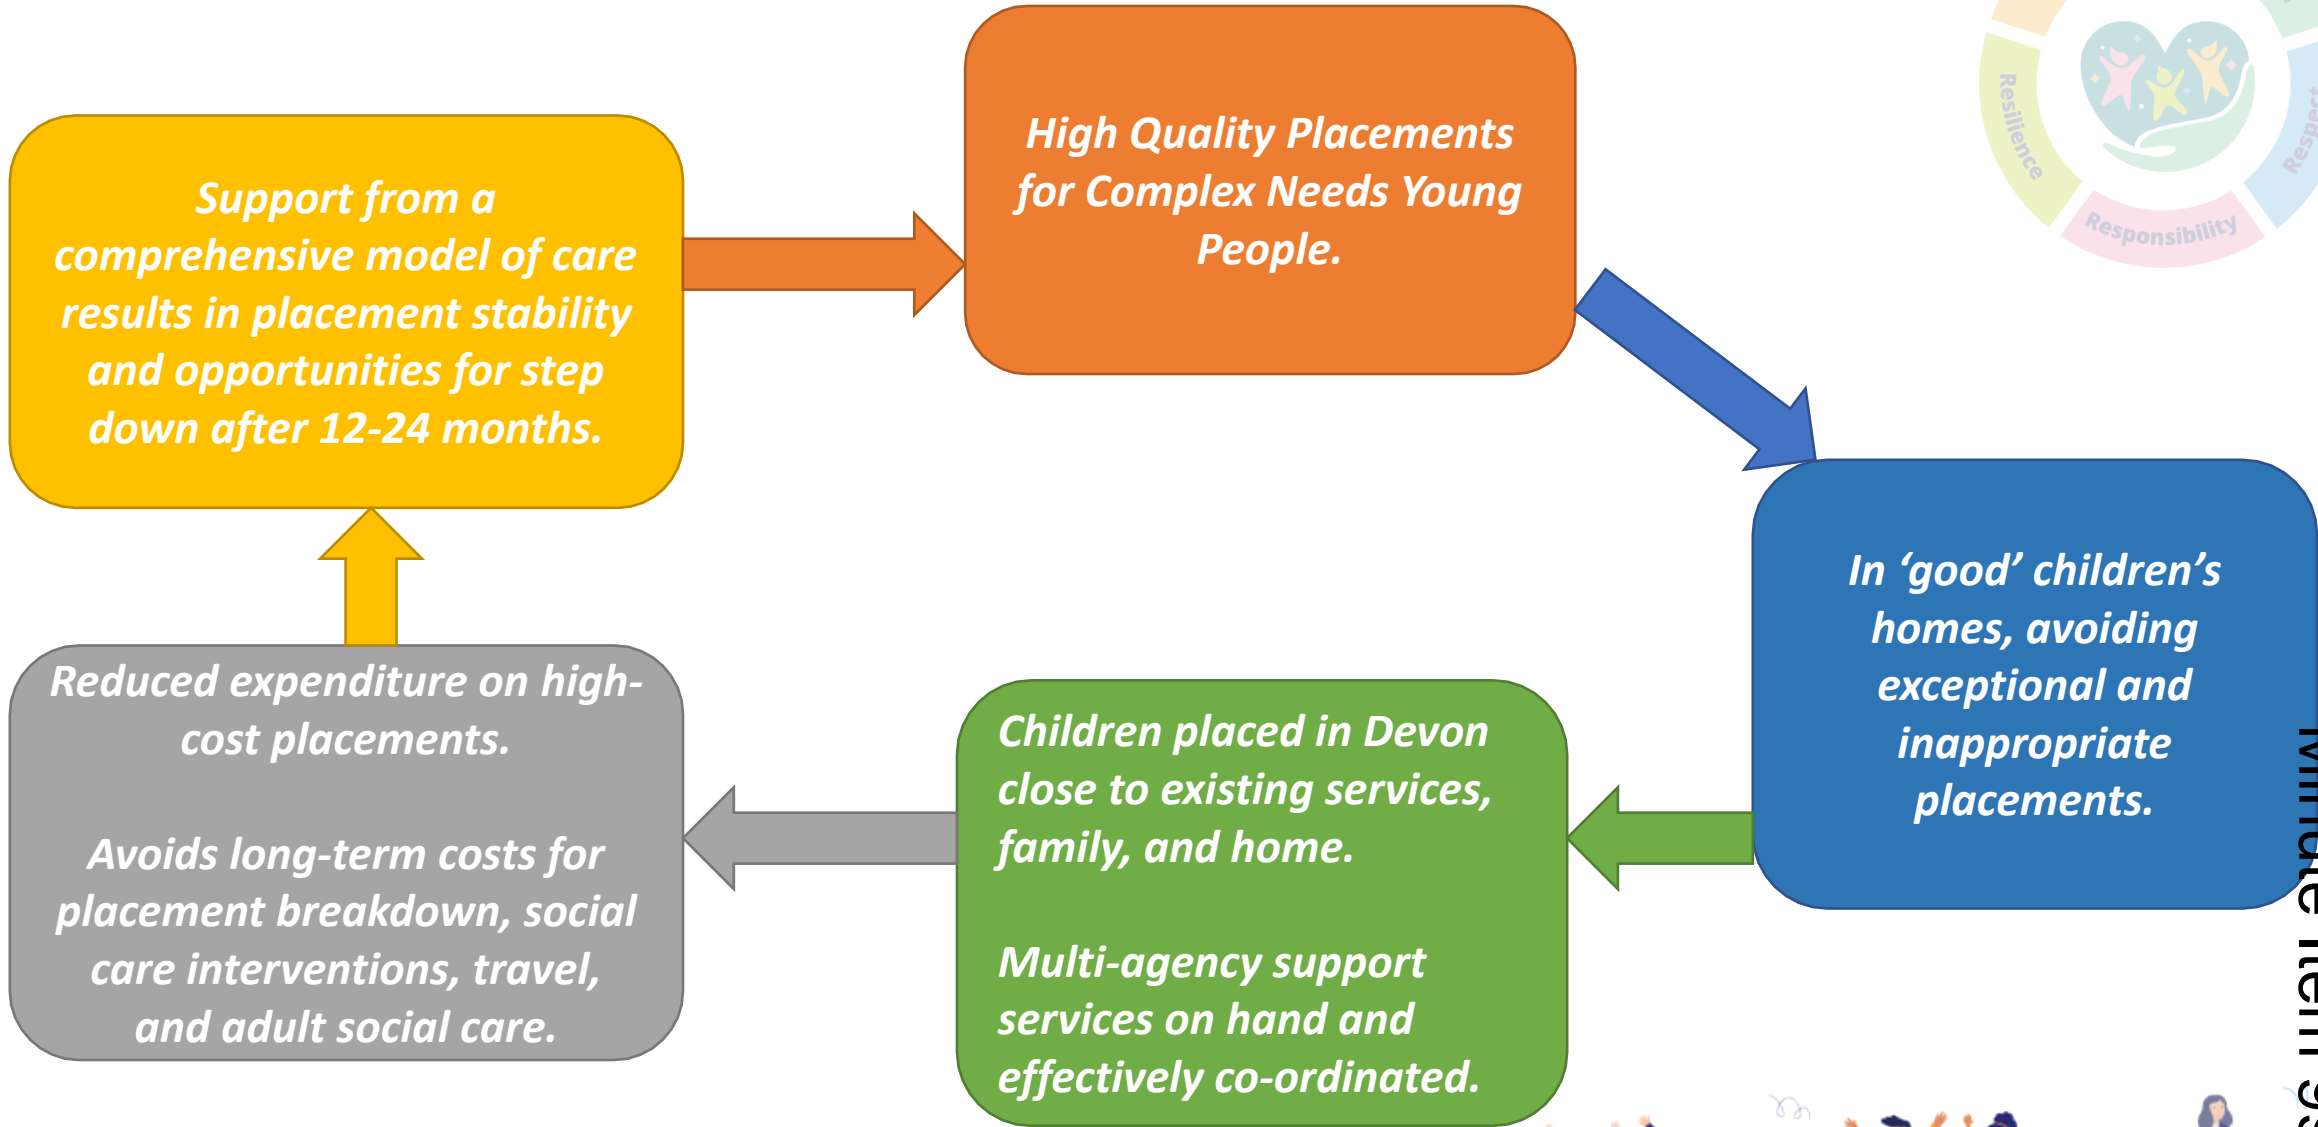 High Quality Placements
for Complex Needs Young
People.
In ‘good’ children’s
homes, avoiding
exceptional and
inappropriate
placements.
Children placed in Devon
close to existing services,
family, and home.
Multi-agency support
services on hand and
effectively co-ordinated.
Reduced expenditure on high-
cost placements.
Avoids long-term costs for
placement breakdown, social
care interventions, travel,
and adult social care.
Support from a
comprehensive model of care
results in placement stability
and opportunities for step
down after 12-24 months.
Resilience
Responsibility
Respect
Minute Item